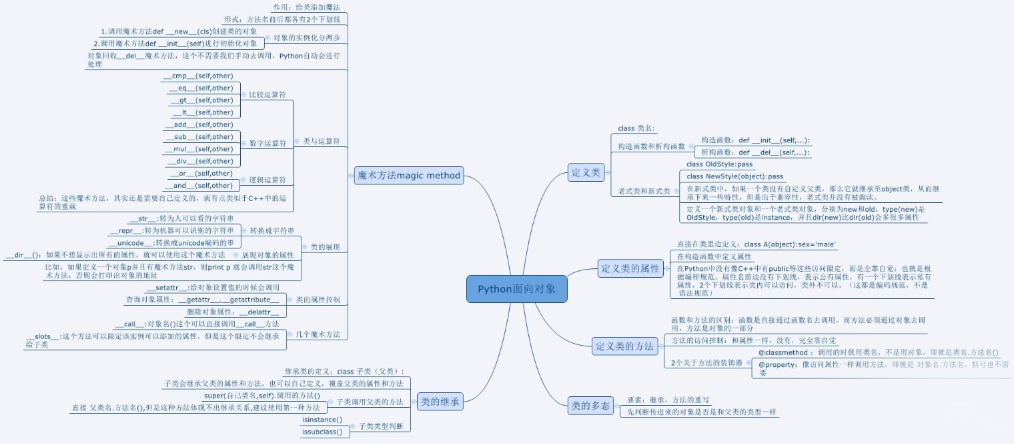 Python面向对象
魔术方法magic method
作用：给类添加魔法
形式：方法名前后都各有2个下划线
对象的实例化分两步
1.调用魔术方法def __new__(cls)创建类的对象
2.调用魔术方法def __init__(self)进行初始化对象
对象回收__del__魔术方法，这个不需要我们手动去调用，Python自动会进行
处理
类与运算符
比较运算符
__cmp__(self,other)
__eq__(self,other)
__gt__(self,other)
__lt__(self,other)
数字运算符
__add__(self,other)
__sub__(self,other)
__mul__(self,other)
__div__(self,other)
逻辑运算符
__or__(self,other)
__and__(self,other)
总结：这些魔术方法，其实还是需要自己定义的，就有点类似于C++中的运
算符的重载
类的展现
转换成字符串
__str__:转为人可以看的字符串
__repr__:转为机器可以识别的字符串
__unicode__:转换成unicode编码的串
展现对象的属性
__dir__()：如果不想显示出所有的属性，就可以使用这个魔术方法
比如，如果定义一个对象p并且有魔术方法str，则print p 就会调用str这个魔
术方法，否则会打印出对象的地址
类的属性控制
__setattr__:给对象设置值的时候会调用
查询对象属性：__getattr__,__getattribute__
删除对象属性：__delattr__
几个魔术方法
__call__:对象名()这个可以直接调用__call__方法
__slots__:这个方法可以限定该实例可以添加的属性，但是这个限定不会继承
给子类
类的继承
继承类的定义：class 子类（父类）:
子类会继承父类的属性和方法，也可以自己定义，覆盖父类的属性和方法
子类调用父类的方法
super(自己类名,self).调用的方法()
直接 父类名.方法名(),但是这种方法体现不出继承关系,建议使用第一种方法
子类类型判断
isinstance()
issubclass()
定义类
class 类名:
构造函数和析构函数
构造函数：def __init__(self,...):
析构函数：def __del__(self,...):
老式类和新式类
class OldStyle:pass
class NewStyle(object):pass
在新式类中，如果一个类没有自定义父类，那么它就继承至object类，从而继
承下来一些特性，但是出于兼容性，老式类并没有被淘汰。
定义一个新式类对象和一个老式类对象，分别为new和old，type(new)是
OldStyle，type(old)是instance，并且dir(new)比dir(old)会多很多属性
定义类的属性
直接在类里边定义：class A(object):sex='male'
在构造函数中定义属性
在Python中没有像C++中有public等这些访问限定，而是全靠自觉；也就是根
据编程规范，属性名前边没有下划线，表示公有属性，有一个下划线表示私有
属性，2个下划线表示类内可以访问，类外不可以。（这都是编码规范，不是
语法规范）
定义类的方法
函数和方法的区别：函数是直接通过函数名去调用，而方法必须通过对象去调
用，方法是对象的一部分
方法的访问控制：和属性一样，没有，完全靠自觉
2个关于方法的装饰器
@classmethod ：调用的时候用类名，不是用对象，即就是类名.方法名()
@property：像访问属性一样调用方法，即就是 对象名.方法名，括号也不需
要
类的多态
要素：继承、方法的重写
先判断传进来的对象是否是和父类的类型一样